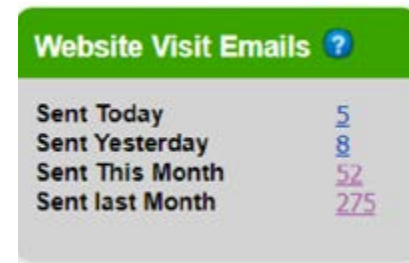 Website Visit Emails ?
Sent Today 5
Sent Yesterday 8
Sent This Month 52
Sent last Month 275